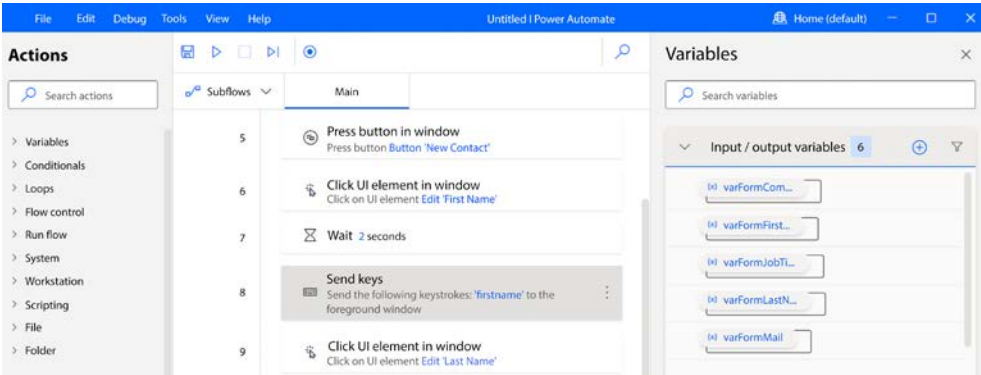 File Edit Debug Tools View Help
Untitled I Power Automate
Home (default)
Actions
Search actions
Variables
Conditionals
Loops
Flow control
Run flow
System
Workstation
Scripting
File
Folder
Subflows
Main
5
Press button in window
Press button Button 'New Contact'
6
Click UI element in window
Click on UI element Edit 'First Name'
7
Wait 2 seconds
8
Send keys
Send the following keystrokes: 'firstname' to the
foreground window
9
Click UI element in window
Click on UI element Edit 'Last Name'
Variables
Search variables
Input / output variables 6
(x) varFormCom...
(x) varFormFirst...
(x) varFormJobTi...
(x) varFormLastN...
(x) varFormMail